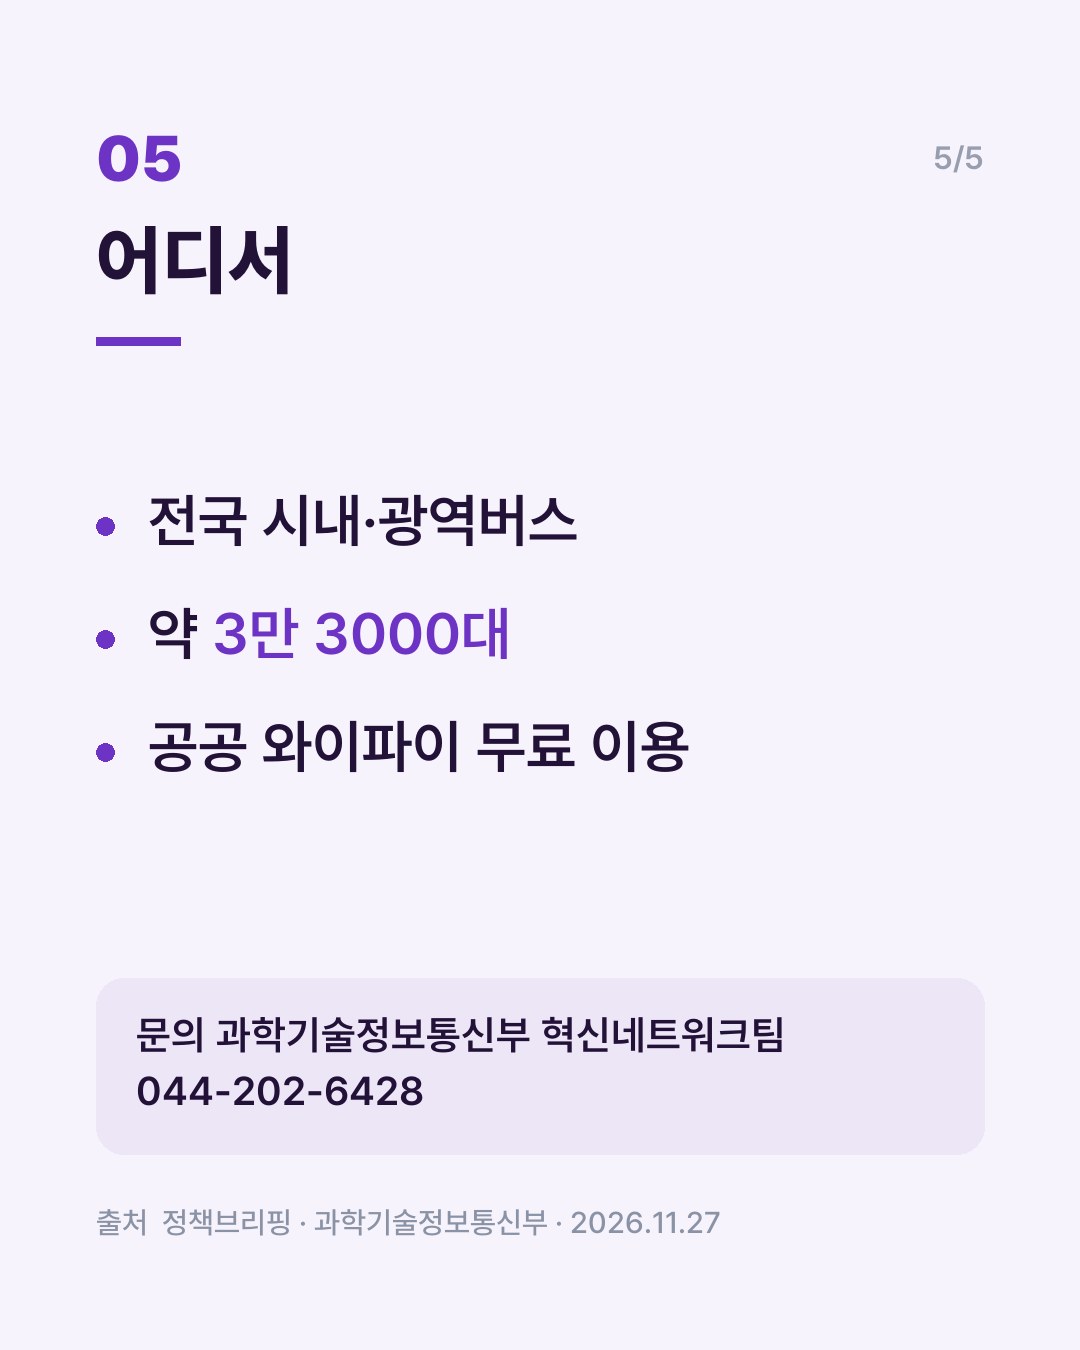 05
5/5
어디서
전국 시내·광역버스
약 3만 3000대
공공 와이파이 무료 이용
문의 과학기술정보통신부 혁신네트워크팀
044-202-6428
출처 정책브리핑 · 과학기술정보통신부 · 2026.11.27